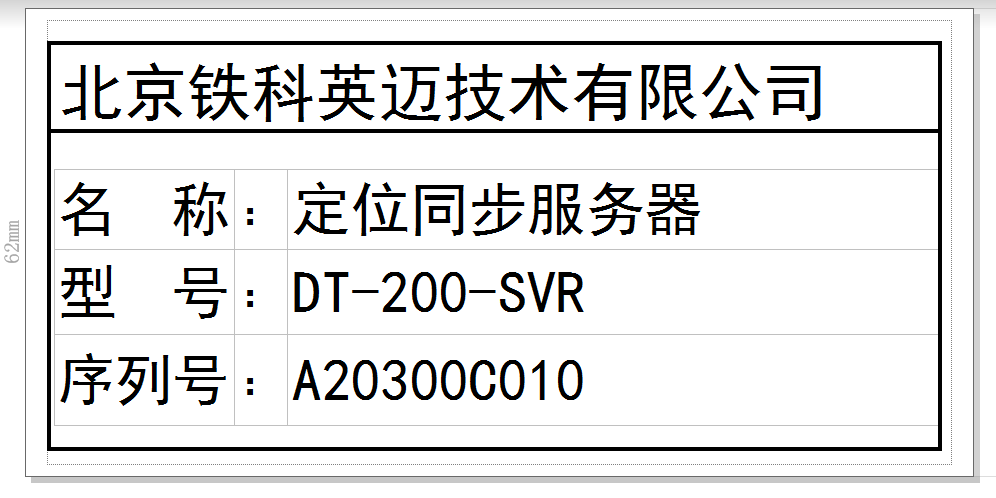 北京铁科英迈技术有限公司
名 称：定位同步服务器
型 号：DT-200-SVR
序列号：A20300C010
62mm